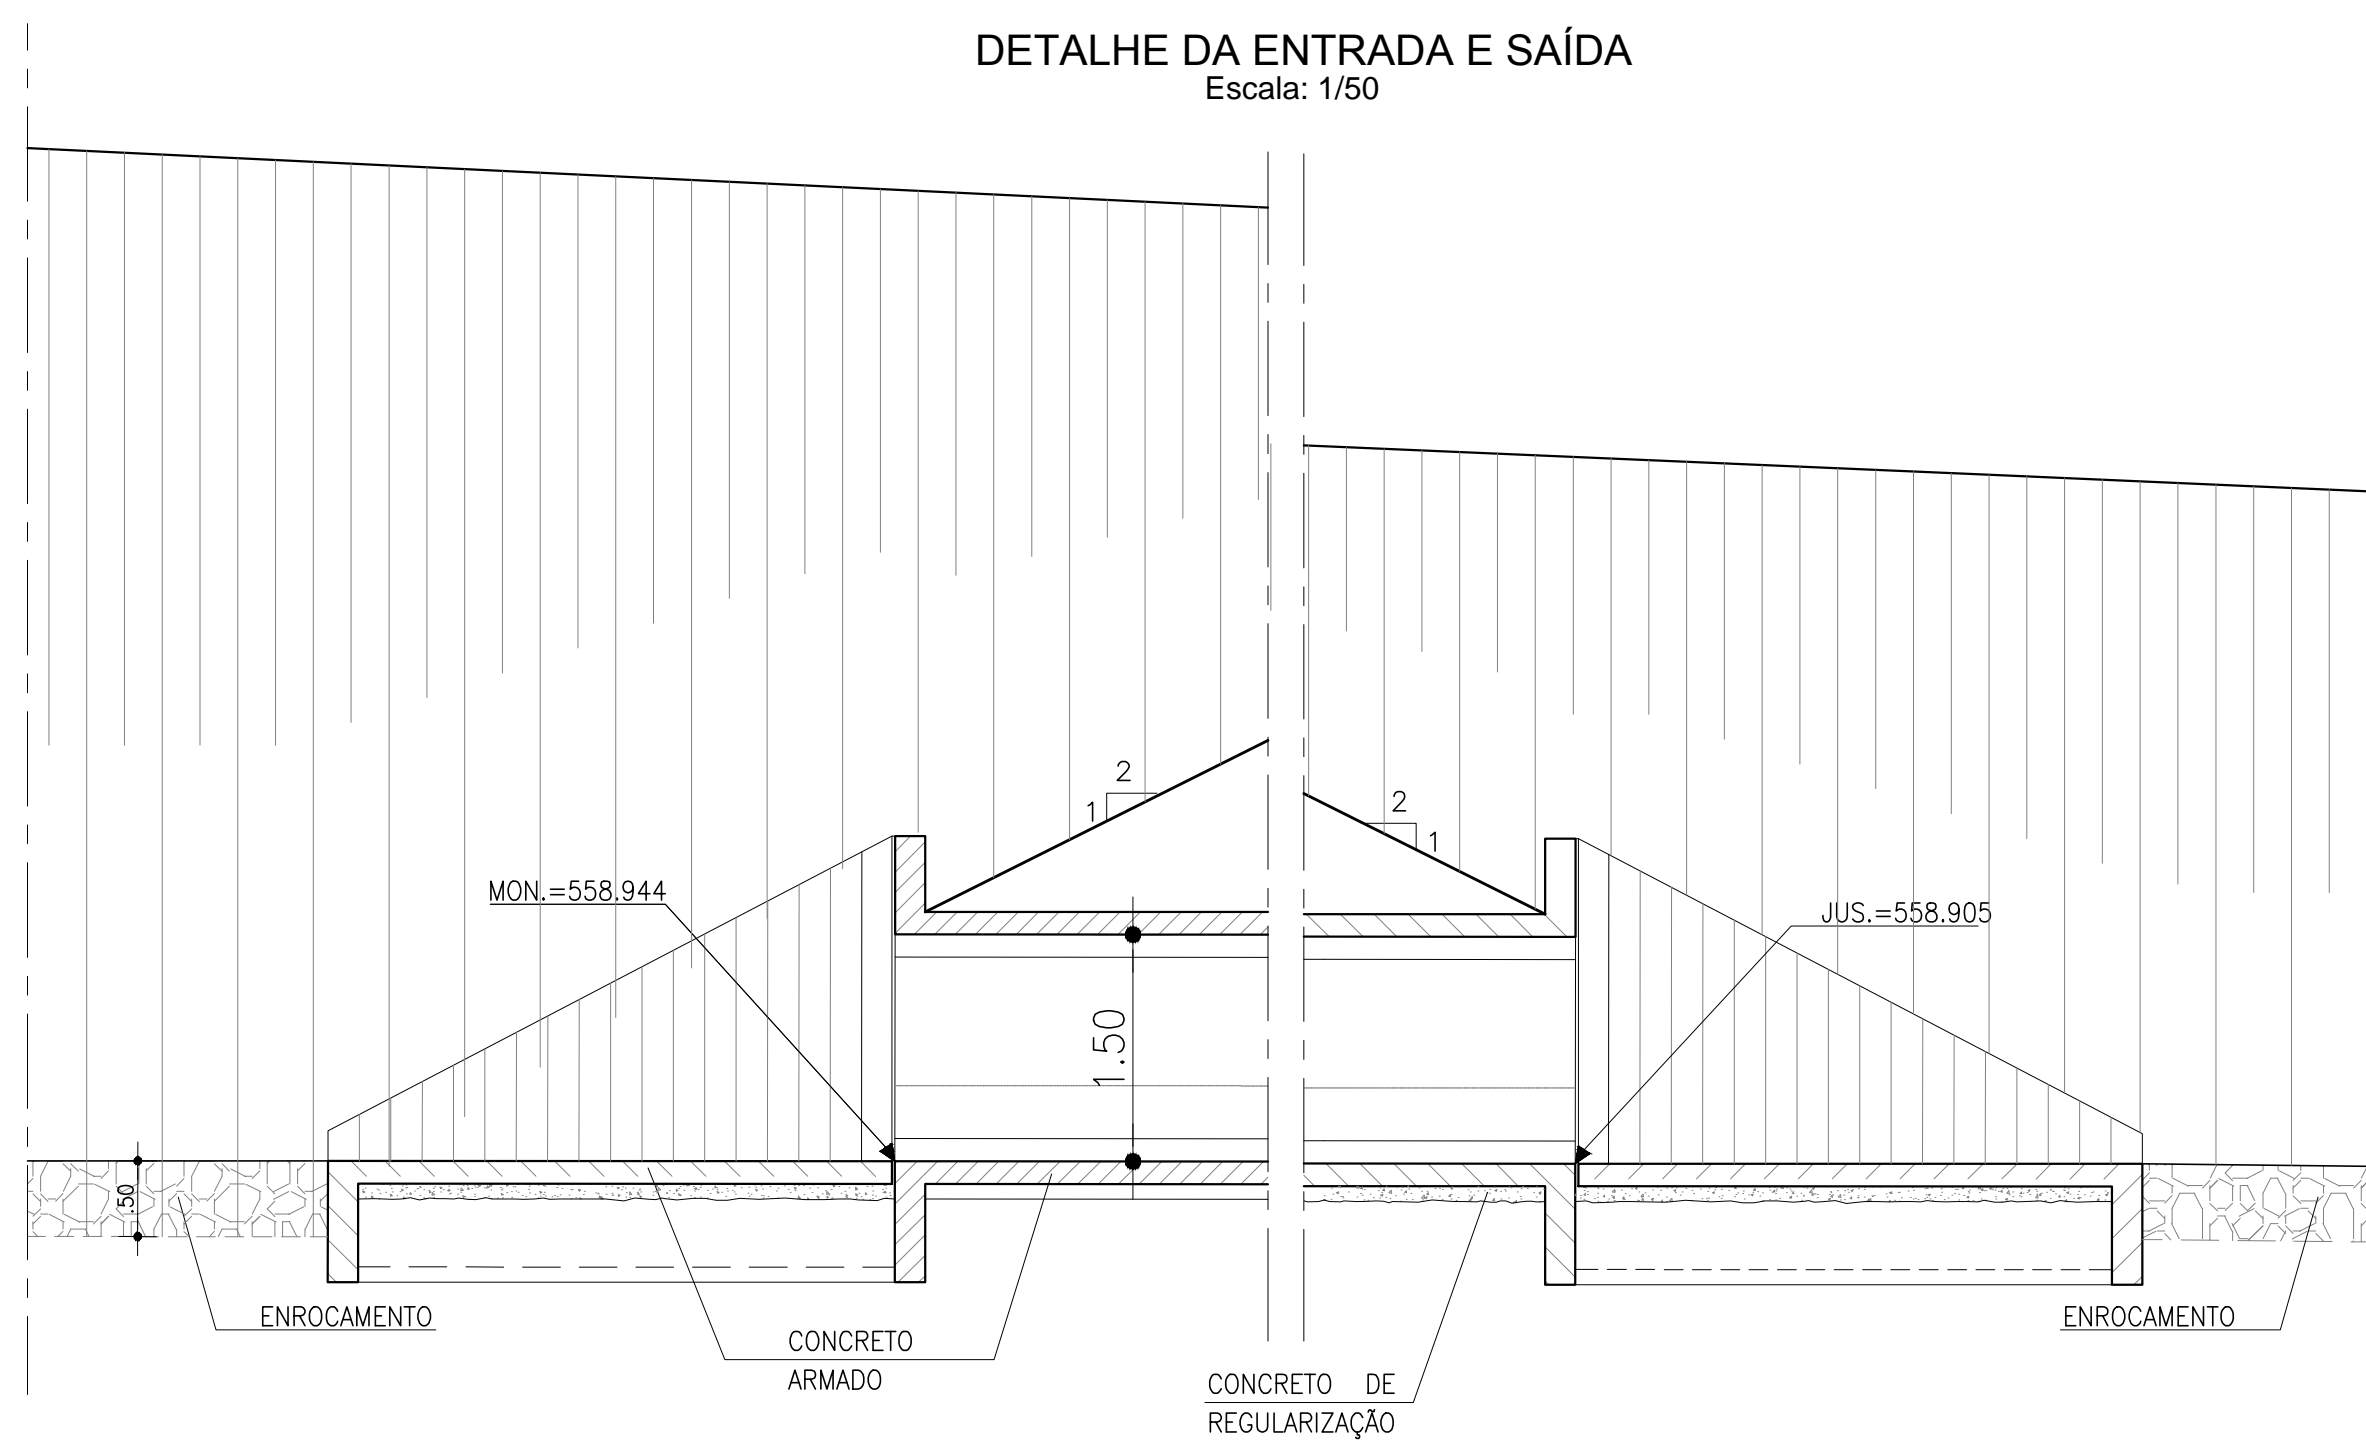 DETALHE DA ENTRADA E SAÍDA
Escala: 1/50
2
1
2
1
MON.=558.944
JUS.=558.905
1.50
.50
ENROCAMENTO
CONCRETO
ARMADO
CONCRETO DE
REGULARIZAÇÃO
ENROCAMENTO